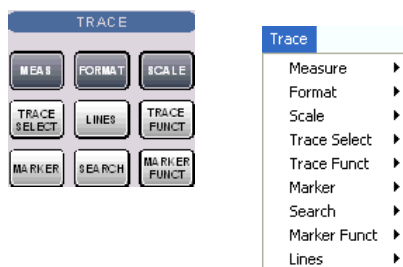 TRACE
MEAS FORMAT SCALE
TRACE SELECT LINES TRACE FUNCT
MARKER SEARCH MARKER FUNCT
Trace
Measure
Format
Scale
Trace Select
Trace Funct
Marker
Search
Marker Funct
Lines